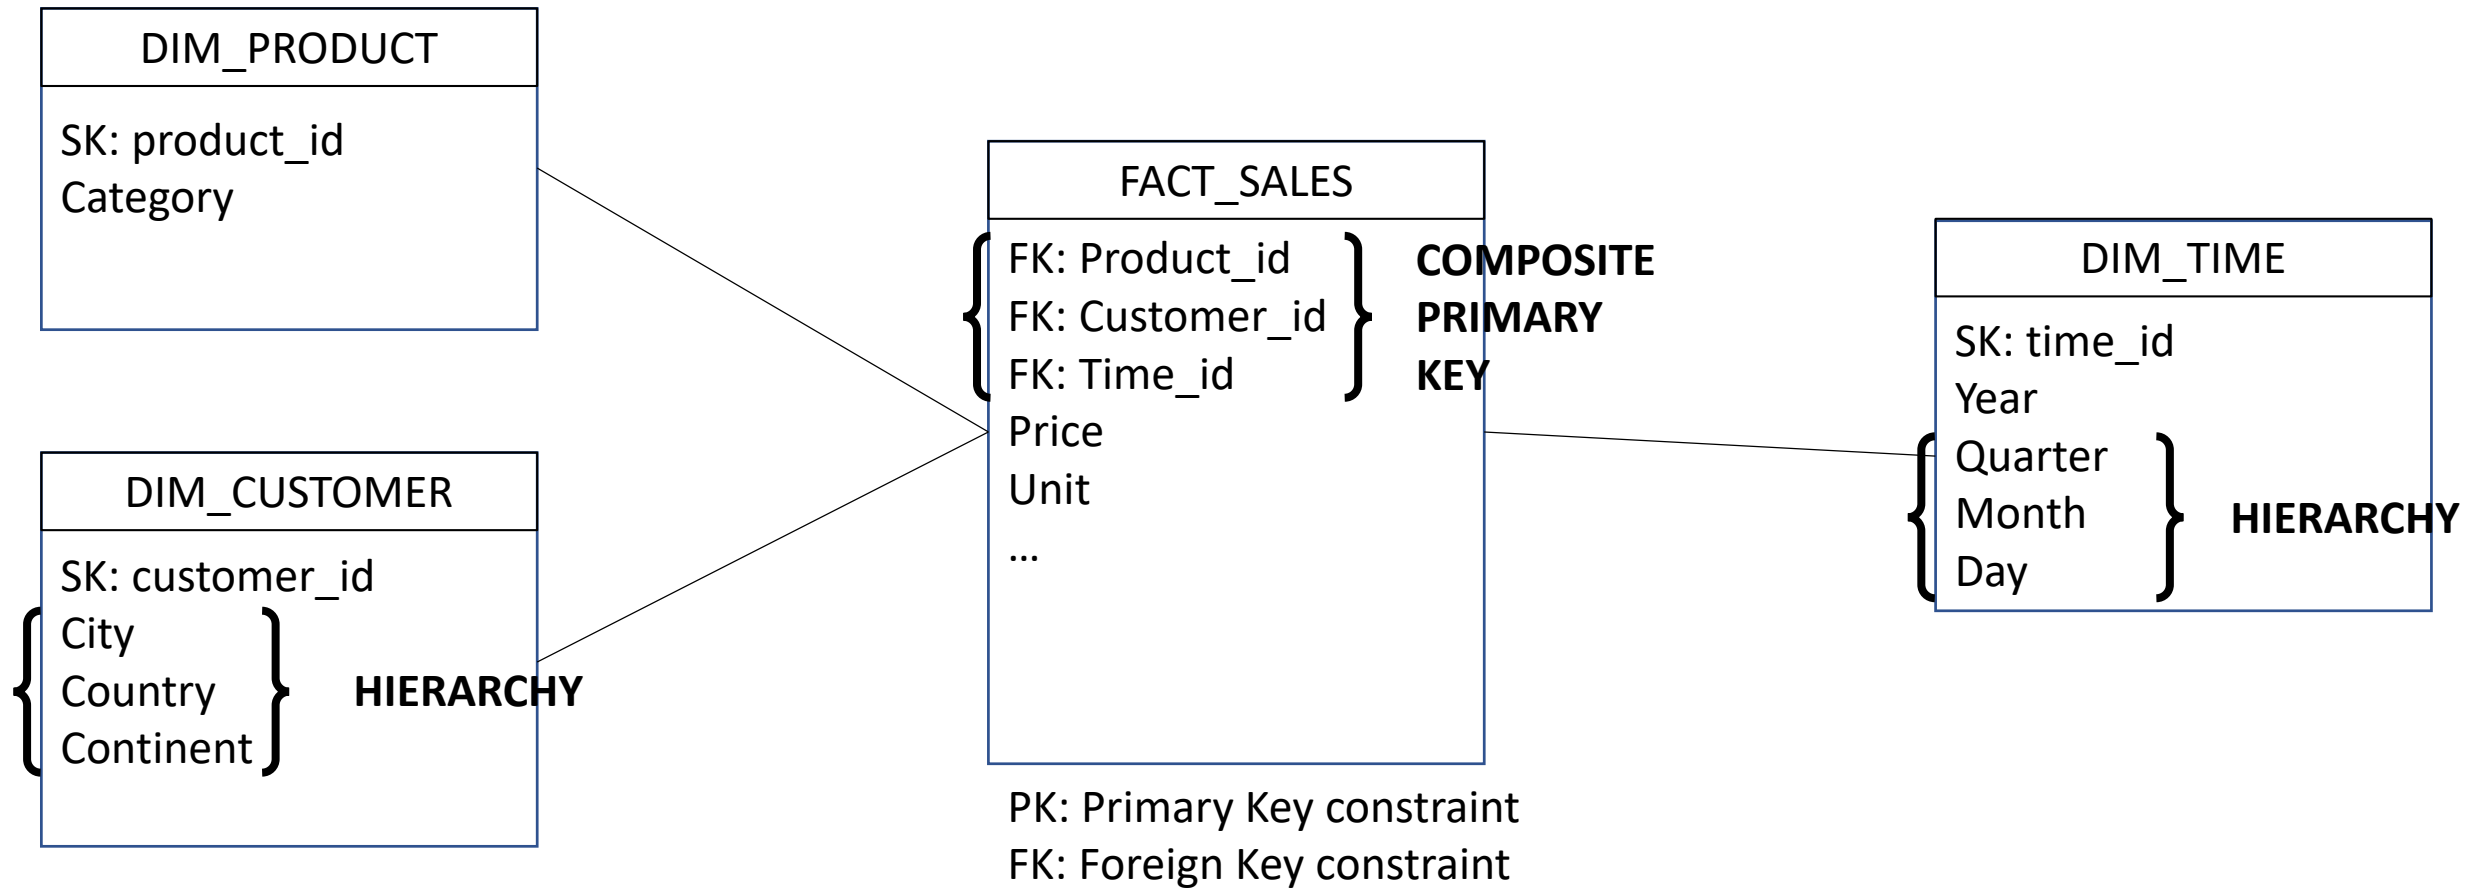 DIM_PRODUCT
SK: product_id
Category
DIM_CUSTOMER
SK: customer_id
City
Country
Continent
HIERARCHY
FACT_SALES
FK: Product_id
FK: Customer_id
FK: Time_id
COMPOSITE
PRIMARY
KEY
Price
Unit
...
PK: Primary Key constraint
FK: Foreign Key constraint
DIM_TIME
SK: time_id
Year
Quarter
Month
Day
HIERARCHY